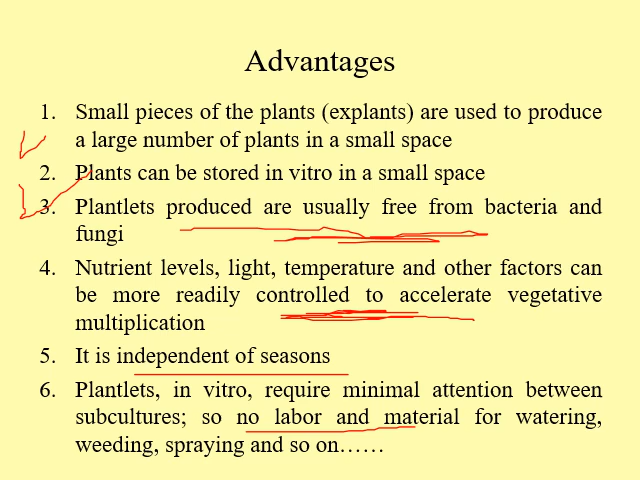 Advantages
1. Small pieces of the plants (explants) are used to produce
a large number of plants in a small space
2. Plants can be stored in vitro in a small space
3. Plantlets produced are usually free from bacteria and
fungi
4. Nutrient levels, light, temperature and other factors can
be more readily controlled to accelerate vegetative
multiplication
5. It is independent of seasons
6. Plantlets, in vitro, require minimal attention between
subcultures; so no labor and material for watering,
weeding, spraying and so on……